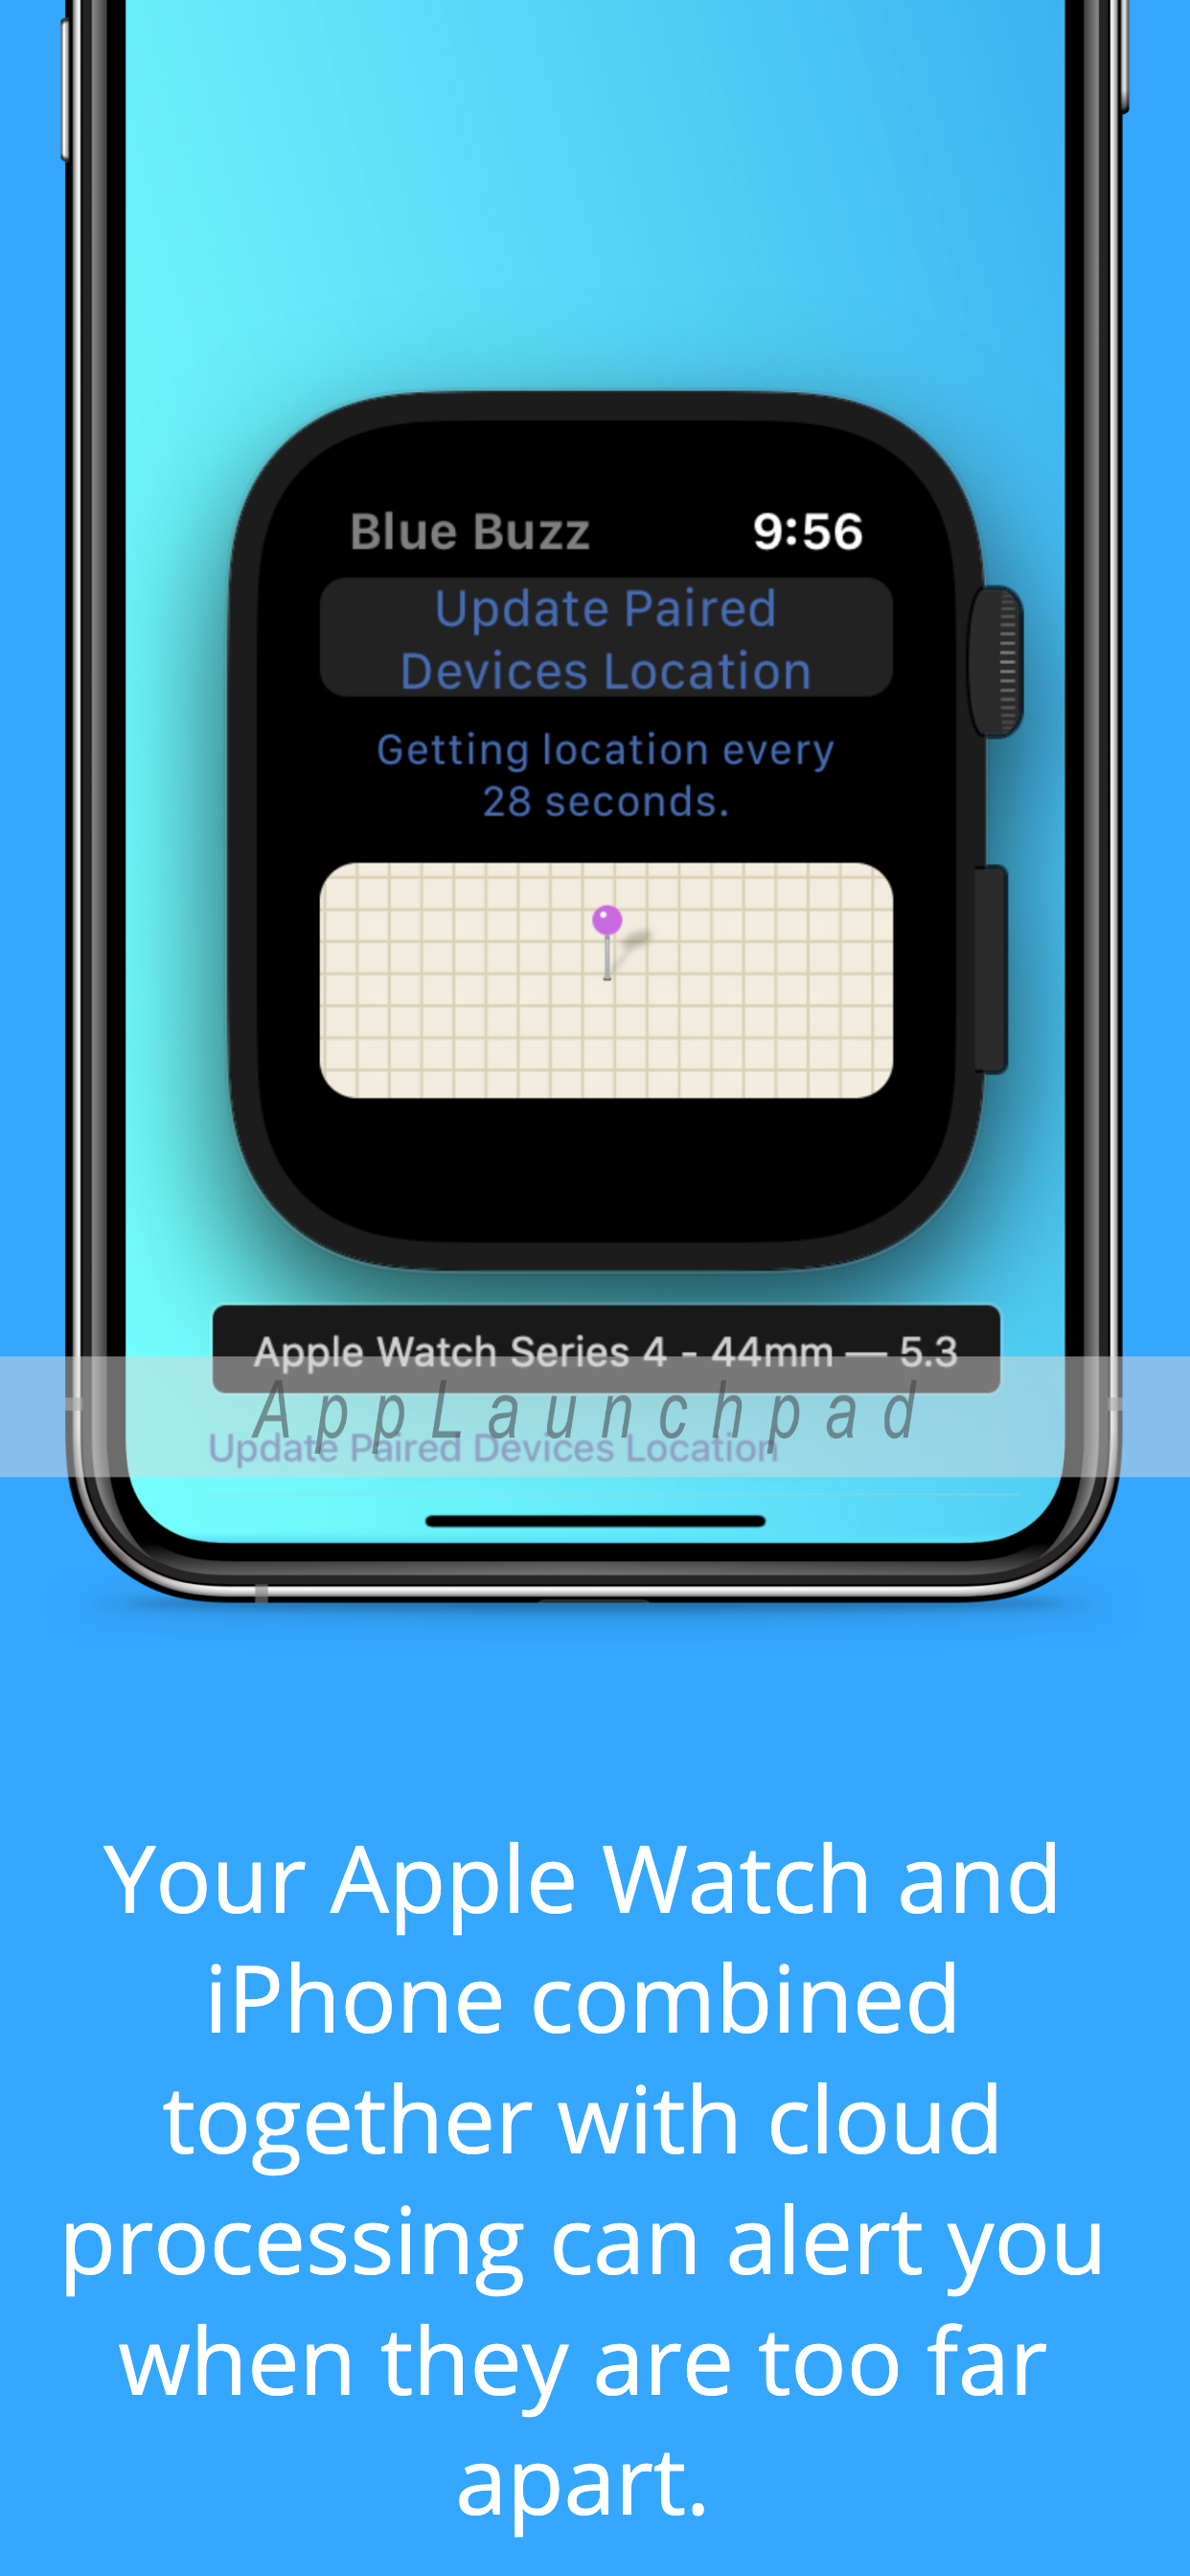 Blue Buzz 9:56
Update Paired
Devices Location
Getting location every
28 seconds.
Apple Watch Series 4 - 44mm — 5.3
AppLaunchpad
Update Paired Devices Location
Your Apple Watch and
iPhone combined
together with cloud
processing can alert you
when they are too far
apart.